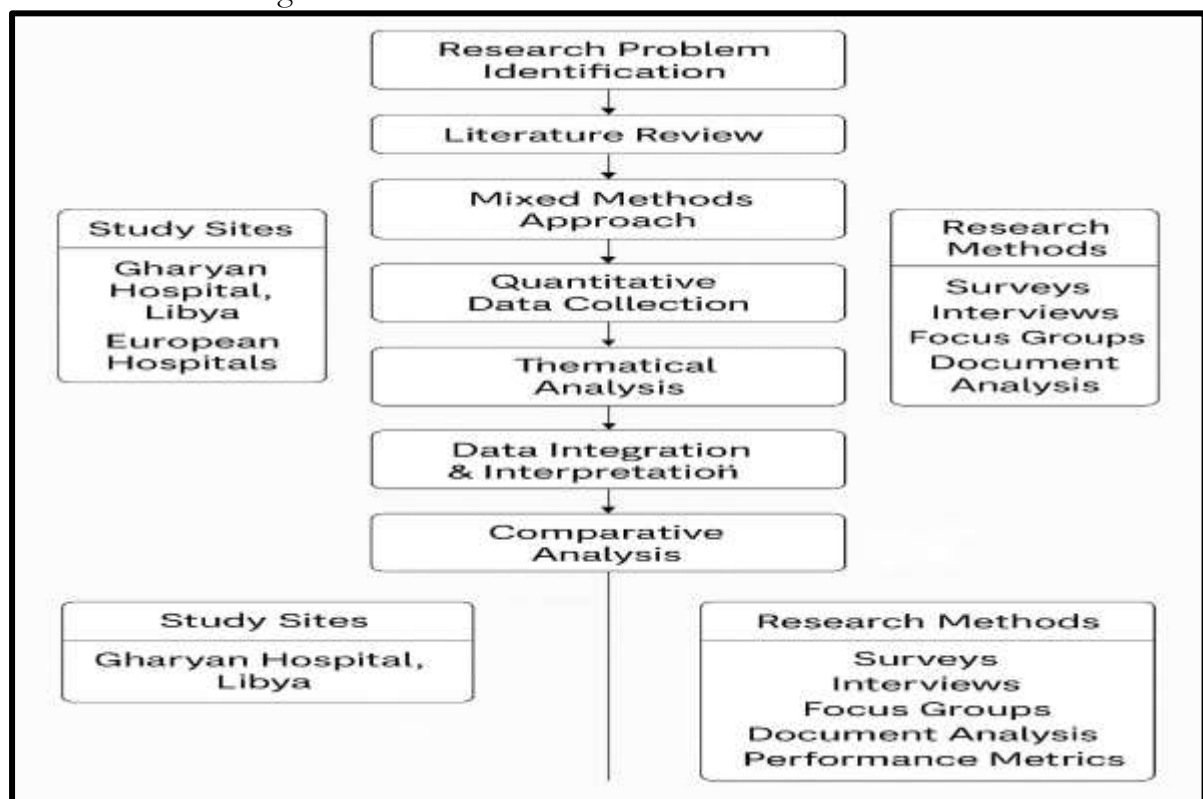 Research Problem
Identification
Literature Review
Mixed Methods
Approach
Study Sites
Gharyan
Hospital,
Libya
European
Hospitals
Quantitative
Data Collection
Research
Methods
Surveys
Interviews
Focus Groups
Document
Analysis
Thematical
Analysis
Data Integration
& Interpretation
Comparative
Analysis
Study Sites
Gharyan Hospital,
Libya
Research Methods
Surveys
Interviews
Focus Groups
Document Analysis
Performance Metrics